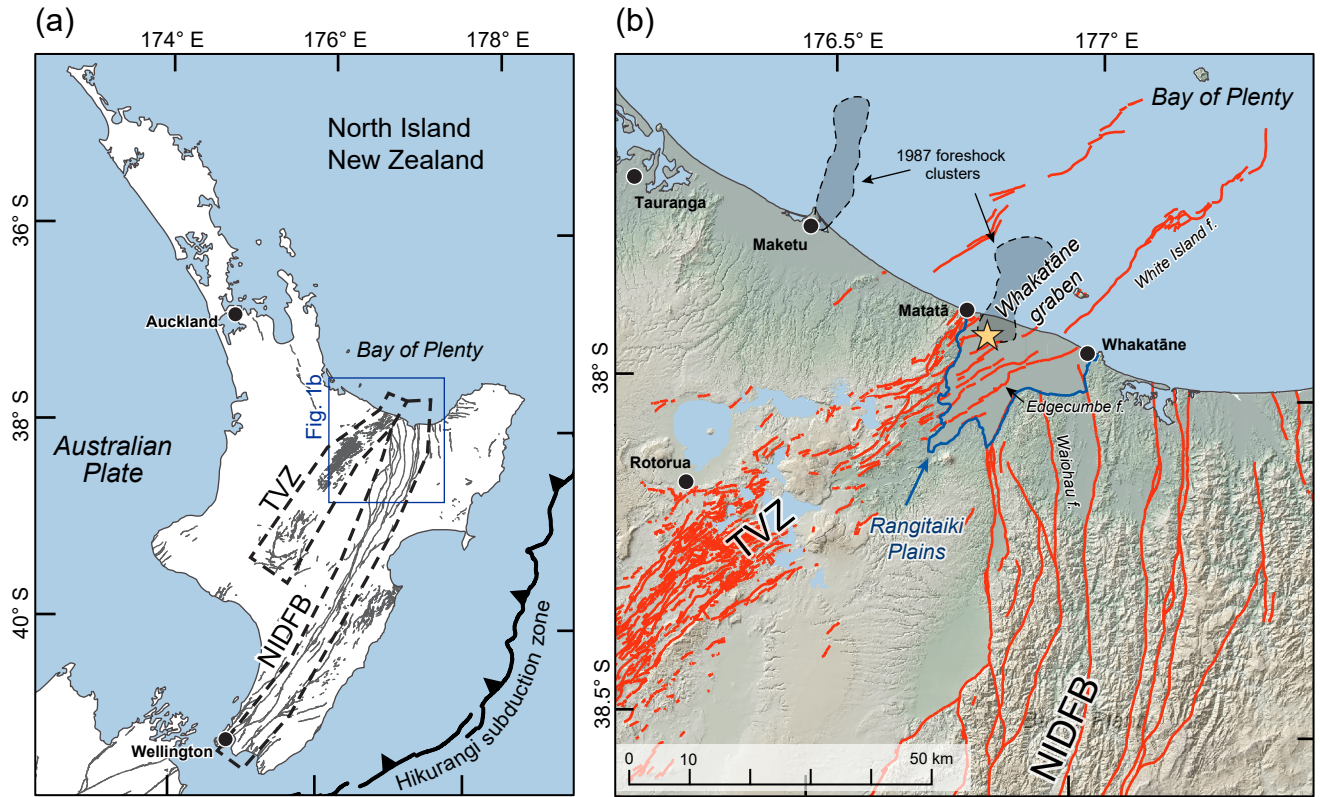 (a)
174° E
176° E
178° E
36° S
38° S
40° S
North Island
New Zealand
Auckland
Bay of Plenty
Fig. 1b
Australian
Plate
TVZ
NIDFB
Wellington
Hikurangi subduction zone
(b)
176.5° E
177° E
38° S
38.5° S
Bay of Plenty
1987 foreshock
clusters
Tauranga
Maketu
White Island f.
Whakatāne
graben
Matatā
Whakatāne
Edgecumbe f.
Waiohau f.
Rotorua
TVZ
Rangitaiki
Plains
NIDFB
0
10
50 km